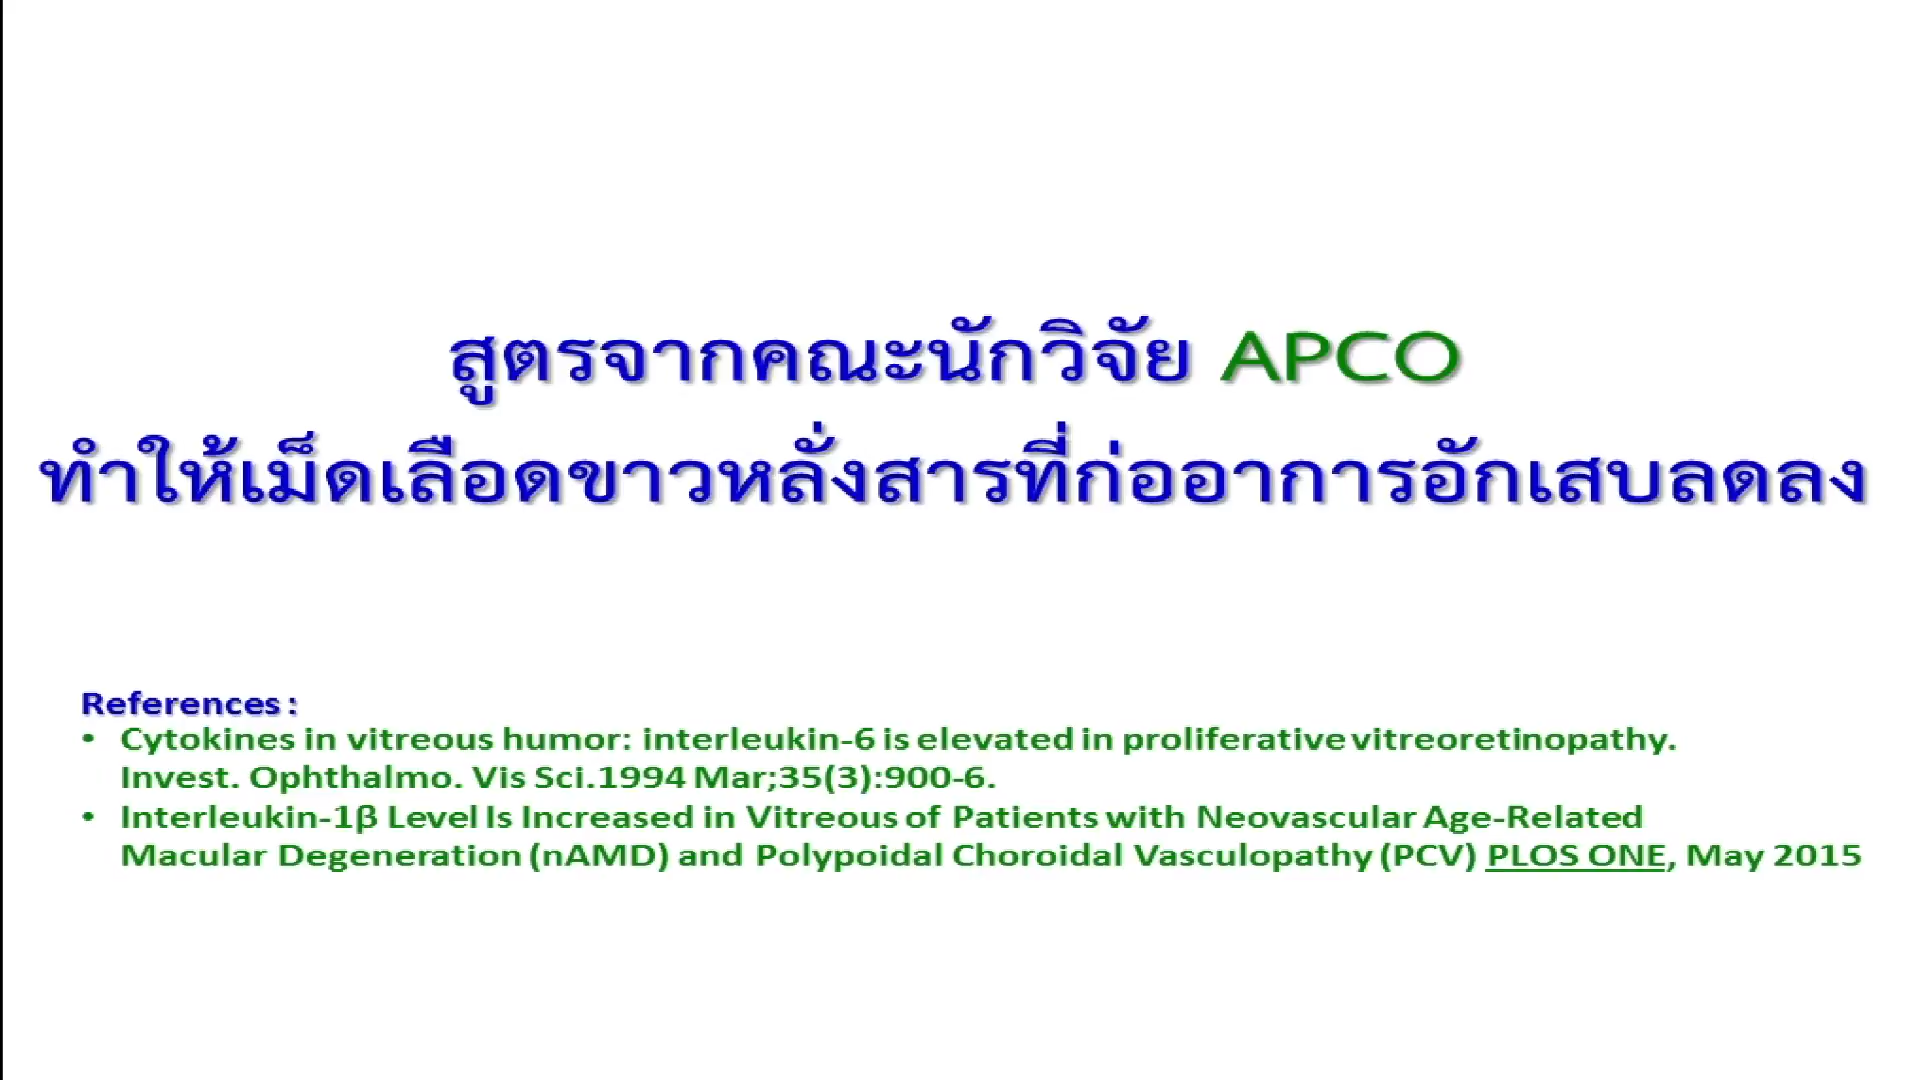 สูตรจากคณะนักวิจัย APCO
ทำให้เม็ดเลือดขาวหลั่งสารที่ก่ออาการอักเสบลดลง
References :
• Cytokines in vitreous humor: interleukin-6 is elevated in proliferative vitreoretinopathy.
Invest. Ophthalmo. Vis Sci.1994 Mar;35(3):900-6.
• Interleukin-1β Level Is Increased in Vitreous of Patients with Neovascular Age-Related
Macular Degeneration (nAMD) and Polypoidal Choroidal Vasculopathy (PCV) PLOS ONE, May 2015